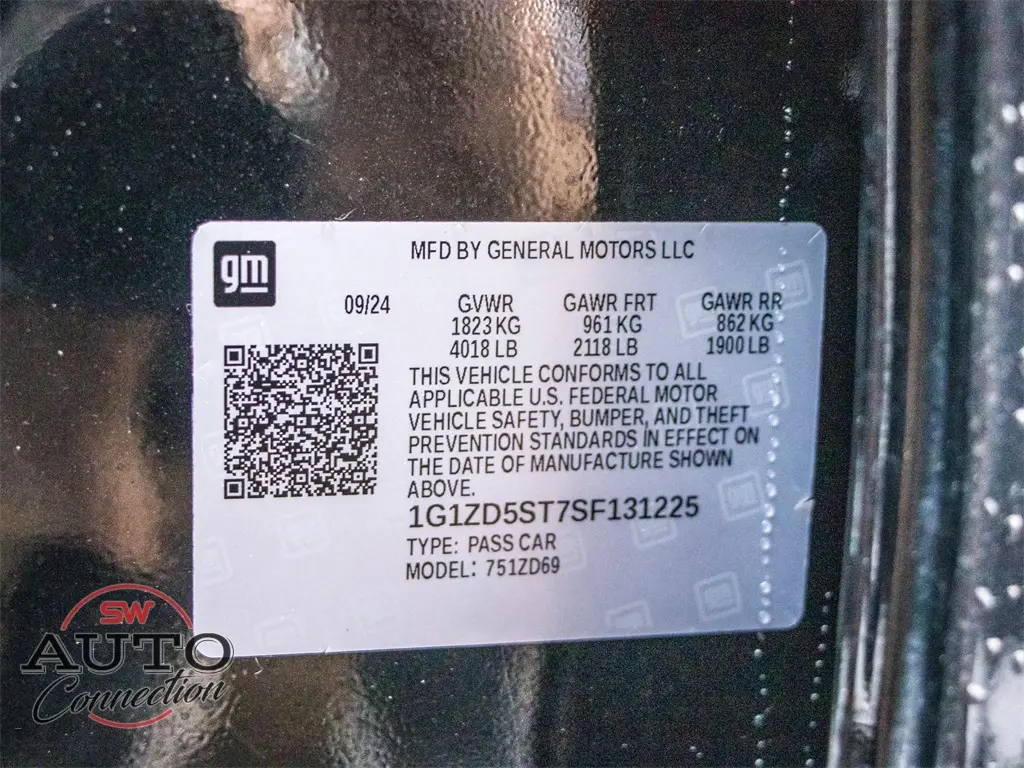 gm
MFD BY GENERAL MOTORS LLC
09/24 GVWR GAWR FRT GAWR RR
1823 KG 961 KG 862 KG
4018 LB 2118 LB 1900 LB
THIS VEHICLE CONFORMS TO ALL
APPLICABLE U.S. FEDERAL MOTOR
VEHICLE SAFETY, BUMPER, AND THEFT
PREVENTION STANDARDS IN EFFECT ON
THE DATE OF MANUFACTURE SHOWN
ABOVE.
1G1ZD5ST7SF131225
TYPE: PASS CAR
MODEL: 751ZD69
SW
AUTO
Connection